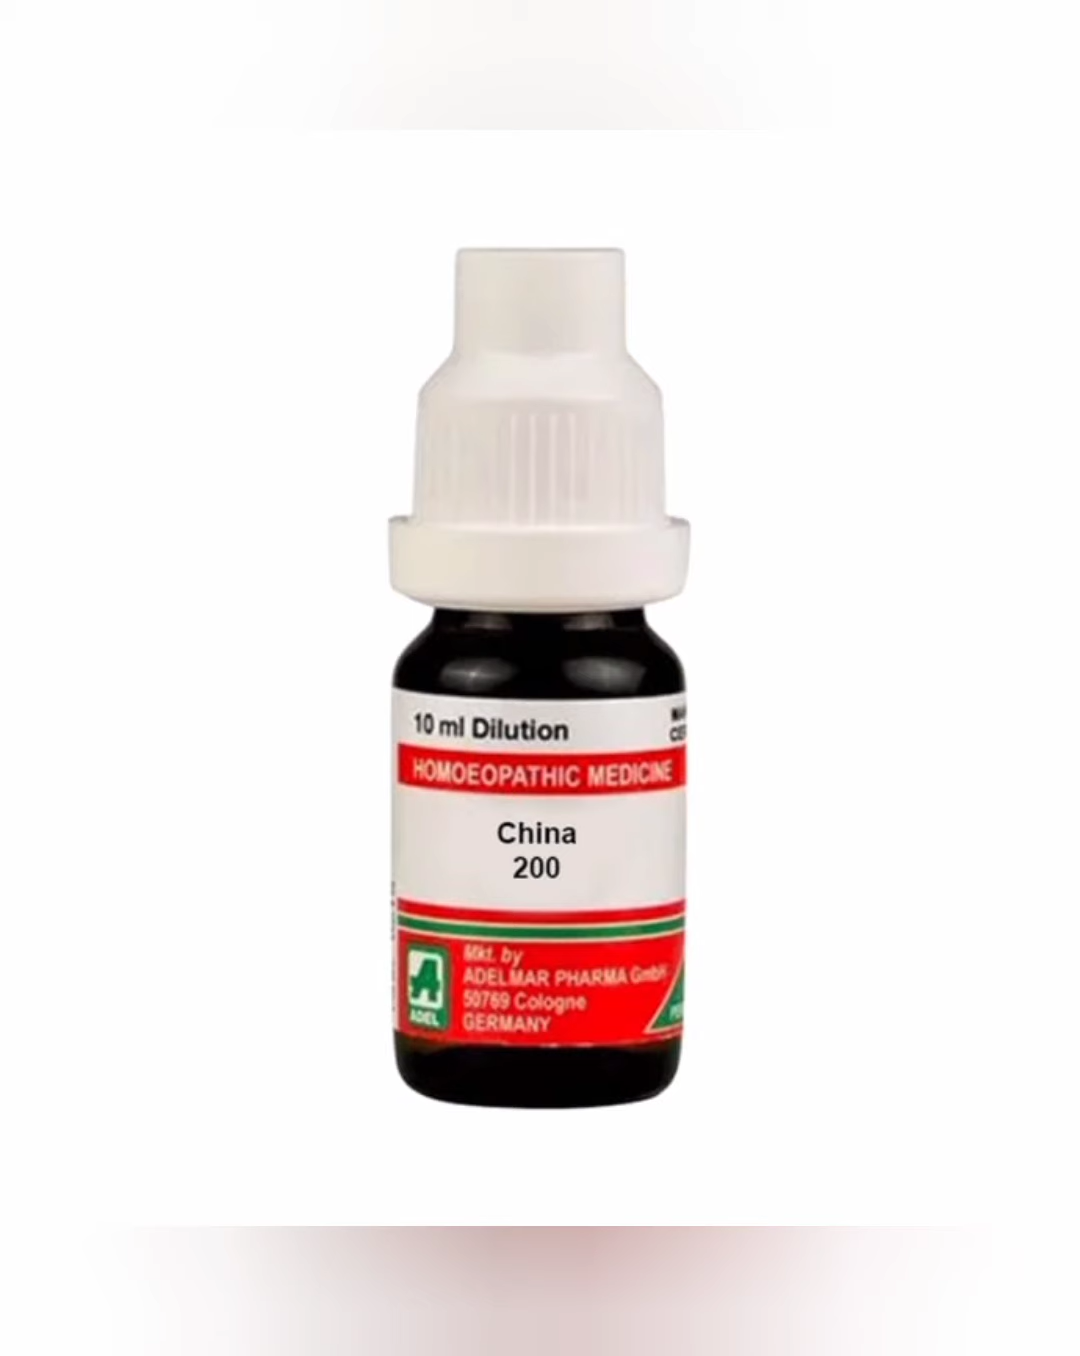 10 ml Dilution
HOMOEOPATHIC MEDICINE
China
200
Mkt. by
ADELMAR PHARMA GmbH
50769 Cologne
GERMANY
ADEL